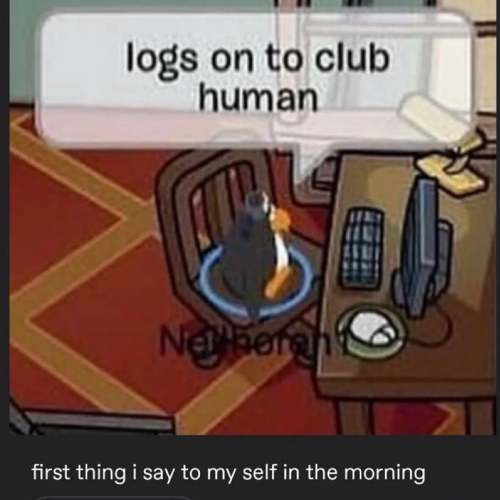 logs on to club
human
first thing i say to my self in the morning